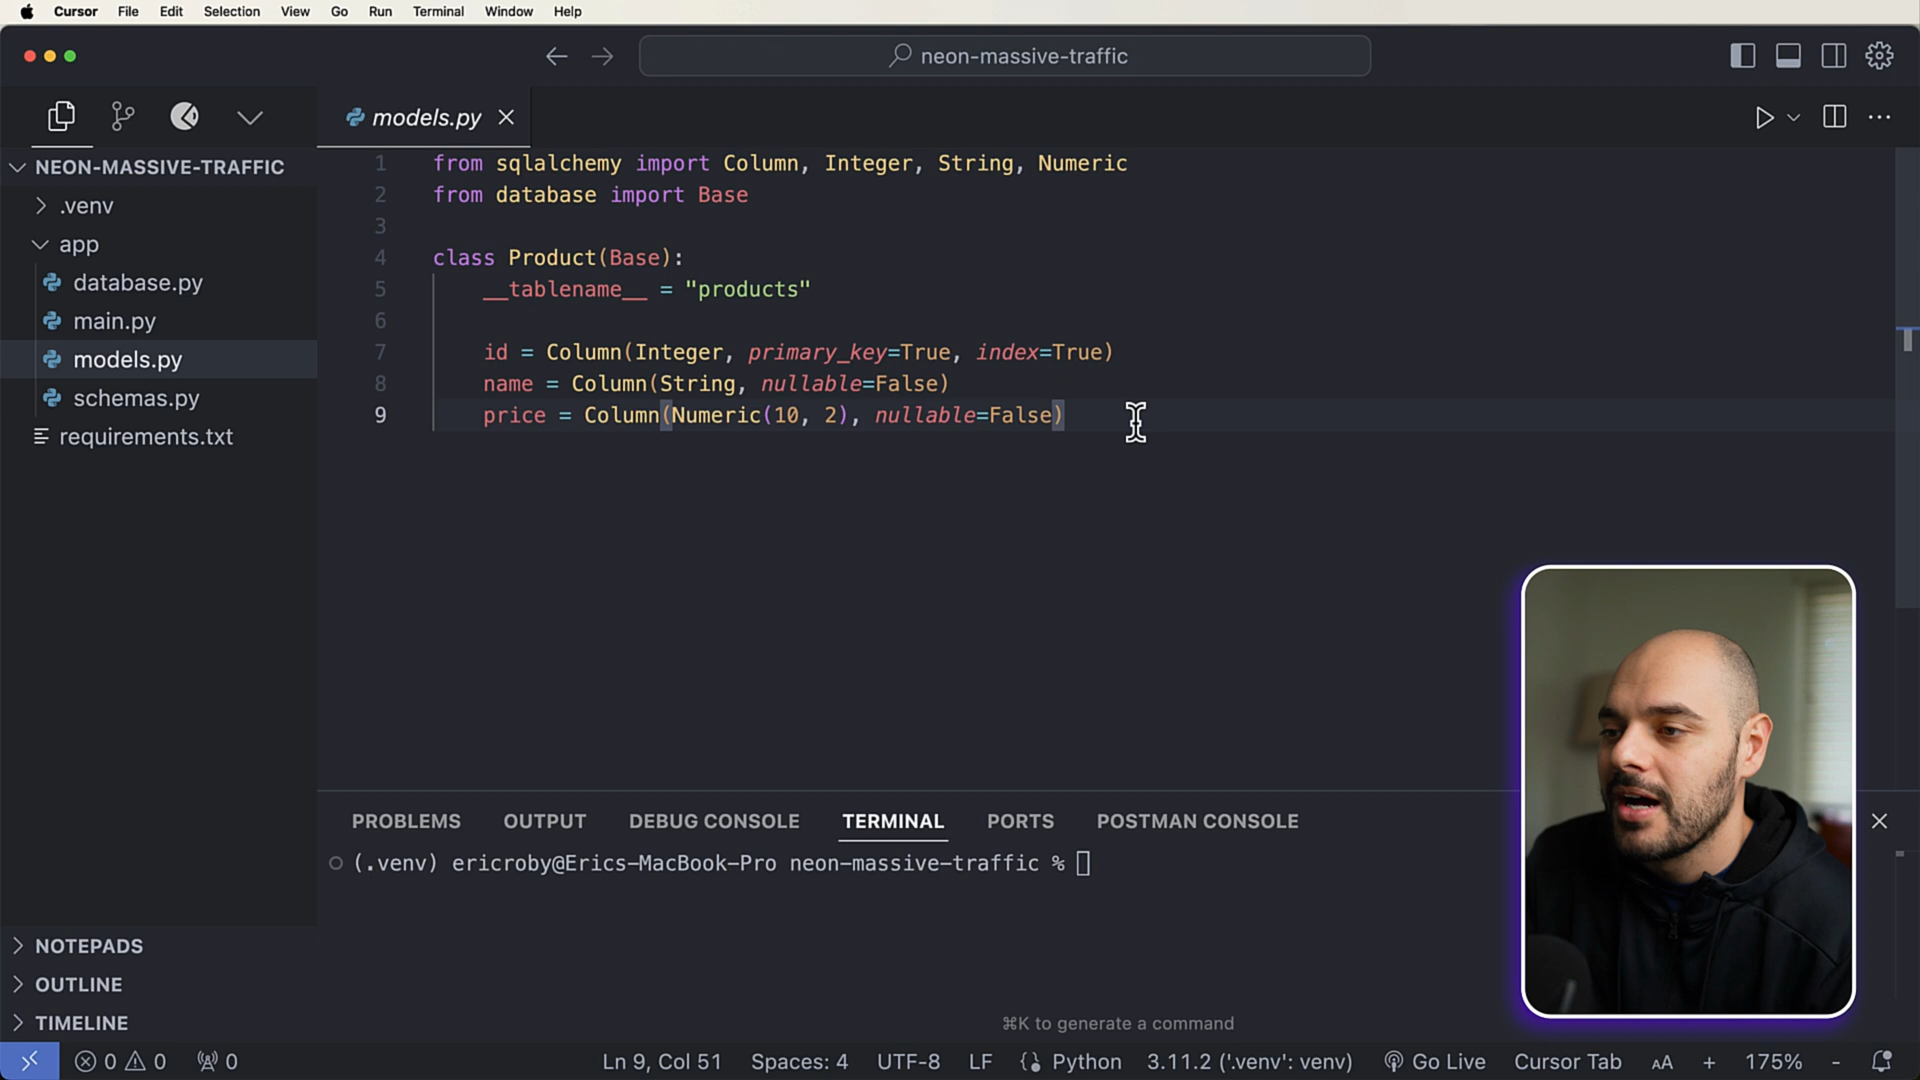 Cursor File Edit Selection View Go Run Terminal Window Help
neon-massive-traffic
models.py
NEON-MASSIVE-TRAFFIC
.venv
app
database.py
main.py
models.py
schemas.py
requirements.txt
1 from sqlalchemy import Column, Integer, String, Numeric
2 from database import Base
3
4 class Product(Base):
5 __tablename__ = "products"
6
7 id = Column(Integer, primary_key=True, index=True)
8 name = Column(String, nullable=False)
9 price = Column(Numeric(10, 2), nullable=False)
PROBLEMS OUTPUT DEBUG CONSOLE TERMINAL PORTS POSTMAN CONSOLE
(.venv) ericroby@Erics-MacBook-Pro neon-massive-traffic %
NOTEPADS
OUTLINE
TIMELINE
⌘K to generate a command
0 0 0 Ln 9, Col 51 Spaces: 4 UTF-8 LF {} Python 3.11.2 ('.venv': venv) Go Live Cursor Tab AA + 175% -